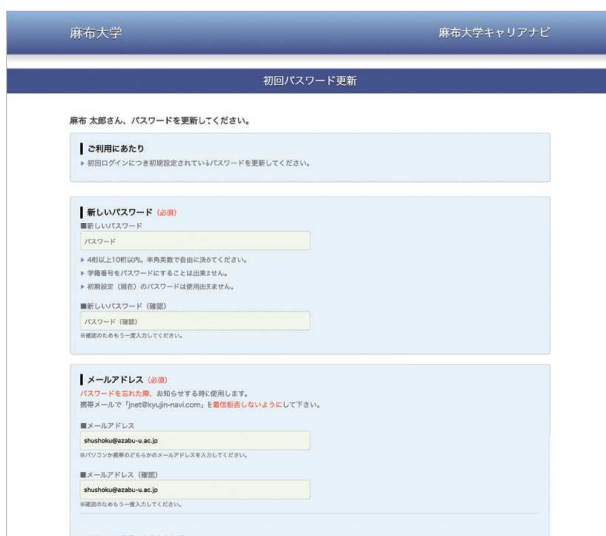 麻布大学
麻布大学キャリアナビ
初回パスワード更新
麻布 太郎さん、パスワードを更新してください。
ご利用にあたり
初回ログインにつき初期設定されているパスワードを更新してください。
新しいパスワード（必須）
■新しいパスワード
パスワード
4桁以上10桁以内。半角英数で自由に決めてください。
学籍番号をパスワードにすることは出来ません。
初期設定（現在）のパスワードは使用出来ません。
■新しいパスワード（確認）
パスワード（確認）
※確認のためもう一度入力してください。
メールアドレス（必須）
パスワードを忘れた際、お知らせする時に使用します。
携帯メールで「jnet@kyujin-navi.com」を着信拒否しないようにして下さい。
■メールアドレス
shushoku@azabu-u.ac.jp
※パソコンか携帯のどちらかのメールアドレスを入力してください。
■メールアドレス（確認）
shushoku@azabu-u.ac.jp
※確認のためもう一度入力してください。